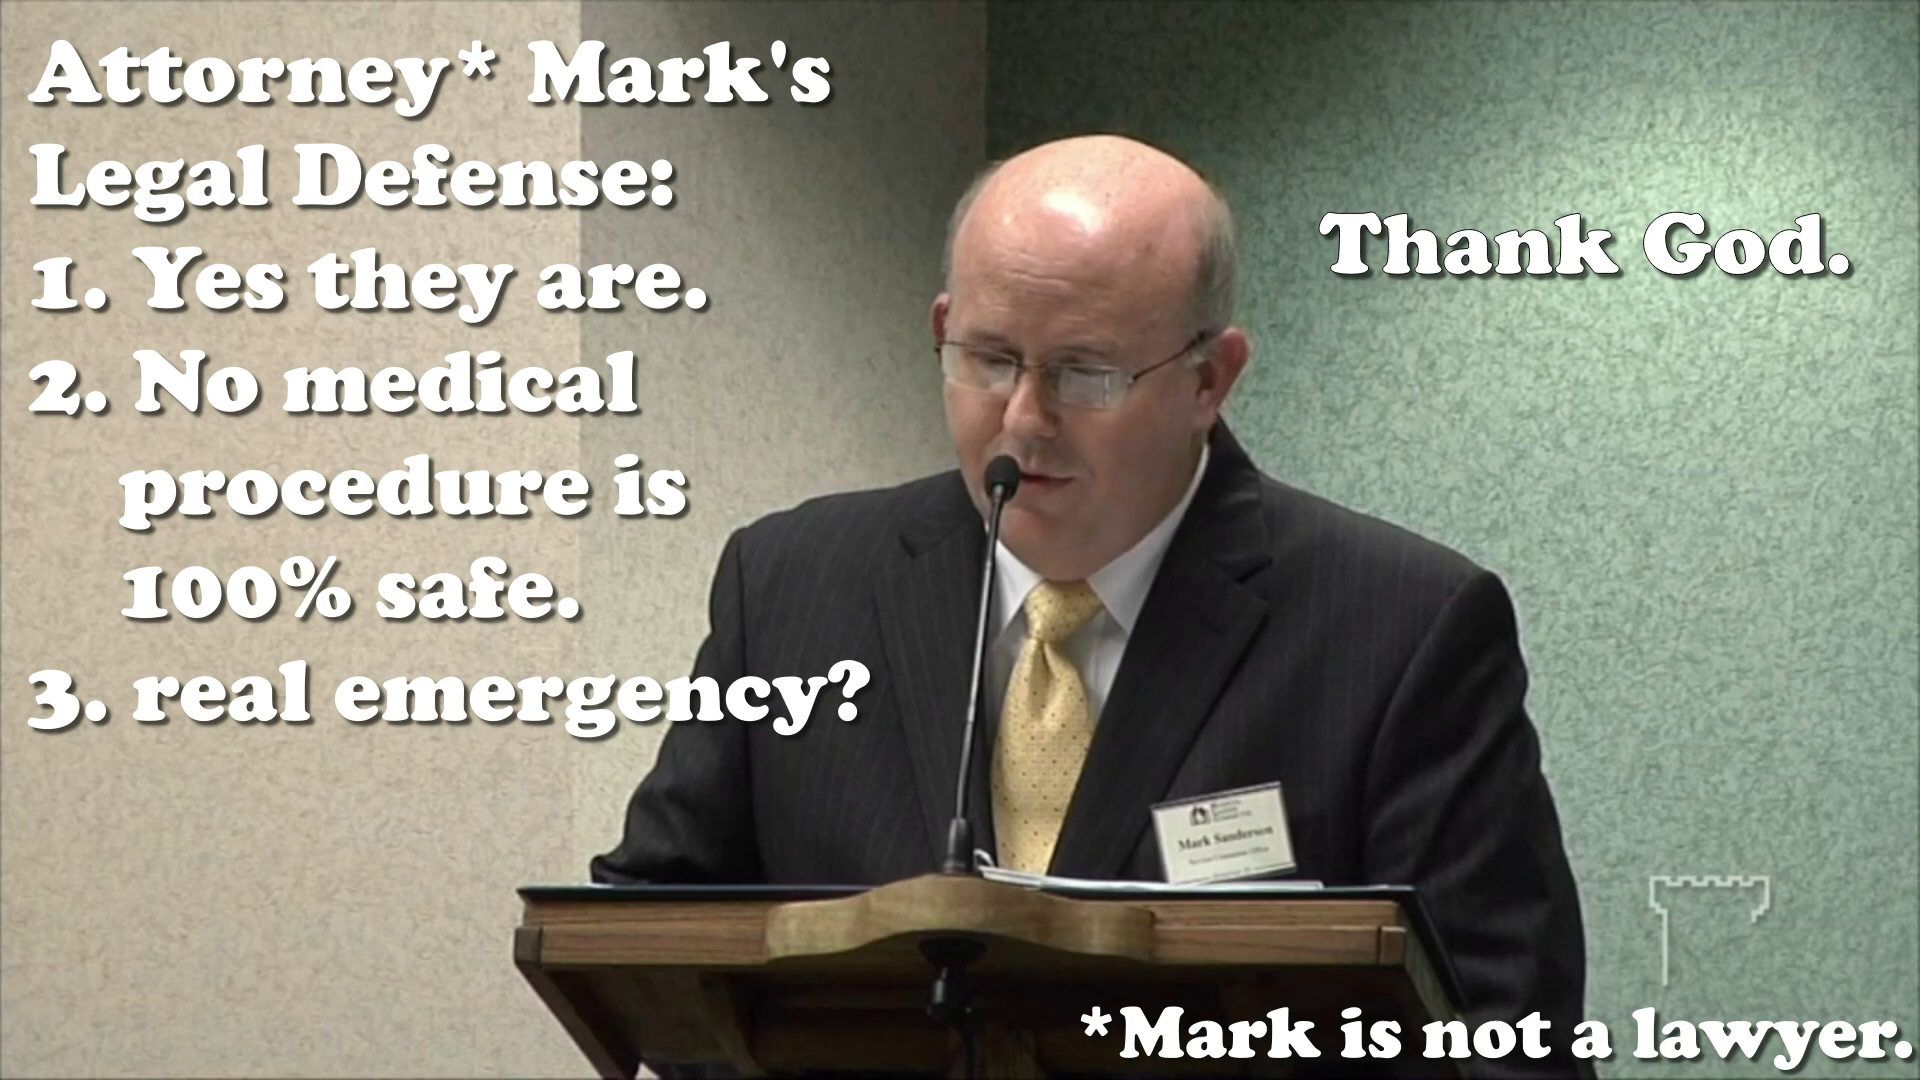 Attorney* Mark's
Legal Defense:
1. Yes they are.
2. No medical
procedure is
100% safe.
3. real emergency?
Thank God.
Mark Sanderson
*Mark is not a lawyer.